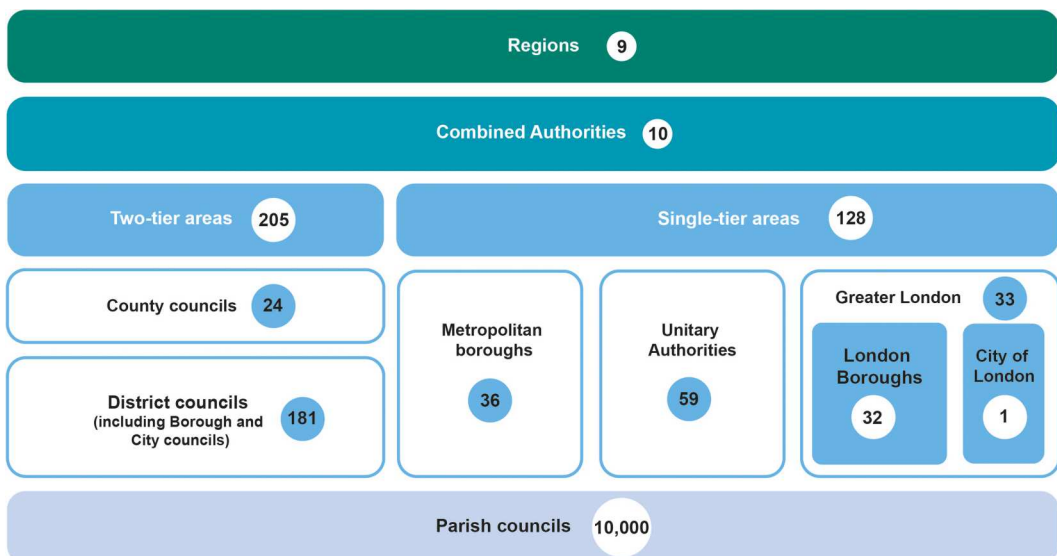 Regions 9
Combined Authorities 10
Two-tier areas 205
Single-tier areas 128
County councils 24
District councils
(including Borough and
City councils)
181
Metropolitan
boroughs
36
Unitary
Authorities
59
Greater London 33
London
Boroughs
32
City of
London
1
Parish councils 10,000